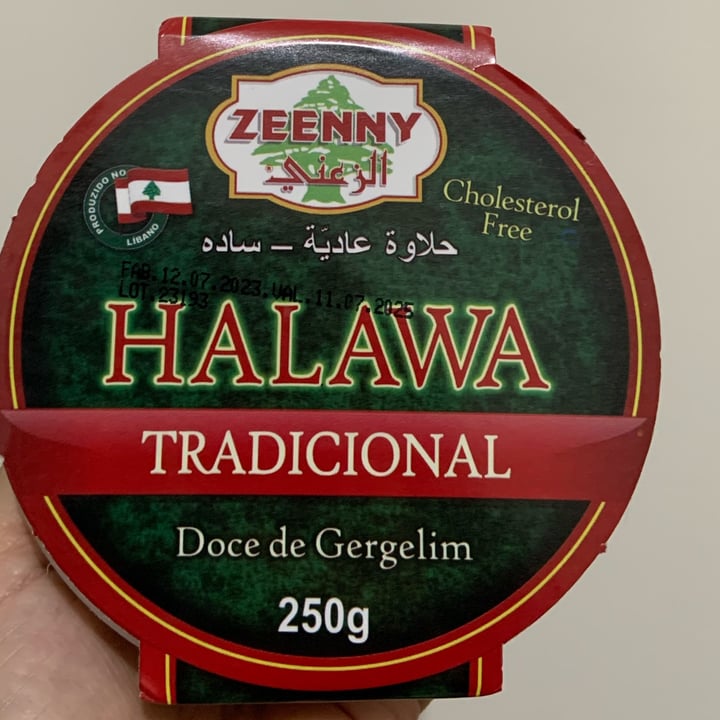 ZEENNY
الزعني
PRODUZIDO NO
LÍBANO
Cholesterol
Free
حلاوة عاديّة – ساده
FAB.12.07.2023.VAL.11.07.2025
LOT 23193
HALAWA
TRADICIONAL
Doce de Gergelim
250g